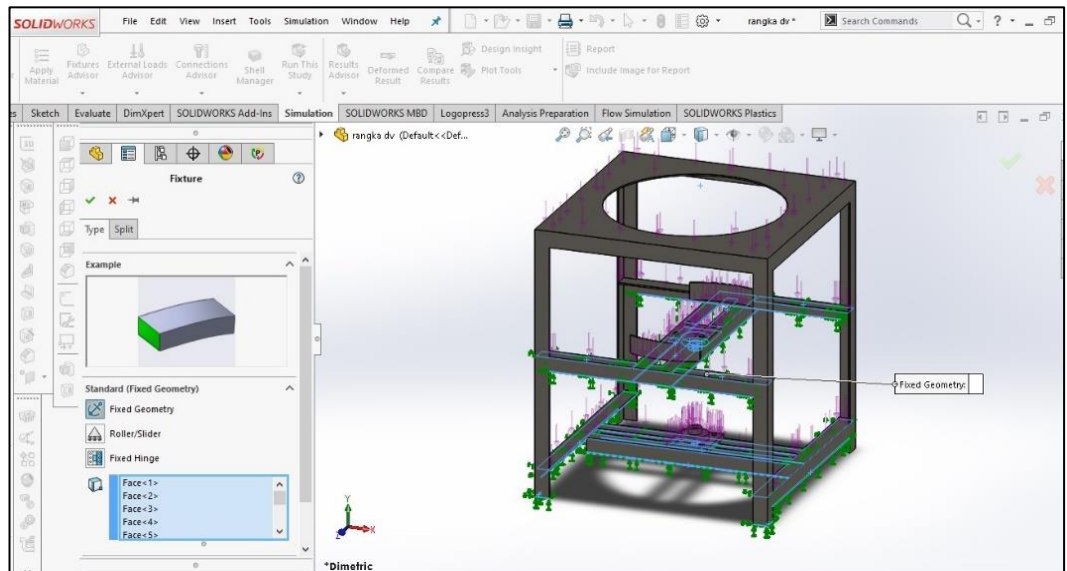 SOLIDWORKS File Edit View Insert Tools Simulation Window Help rangka dv * Search Commands ?
Apply Material
Fixtures Advisor
External Loads Advisor
Connections Advisor
Shell Manager
Run This Study
Results Advisor
Deformed Result
Compare Results
Design Insight
Plot Tools
Report
Include Image for Report
Sketch Evaluate DimXpert SOLIDWORKS Add-Ins Simulation SOLIDWORKS MBD Logopress3 Analysis Preparation Flow Simulation SOLIDWORKS Plastics
rangka dv (Default<<Def...
Fixture
Type Split
Example
Standard (Fixed Geometry)
Fixed Geometry
Roller/Slider
Fixed Hinge
Face<1>
Face<2>
Face<3>
Face<4>
Face<5>
Fixed Geometry:
Y
X
Z
*Dimetric